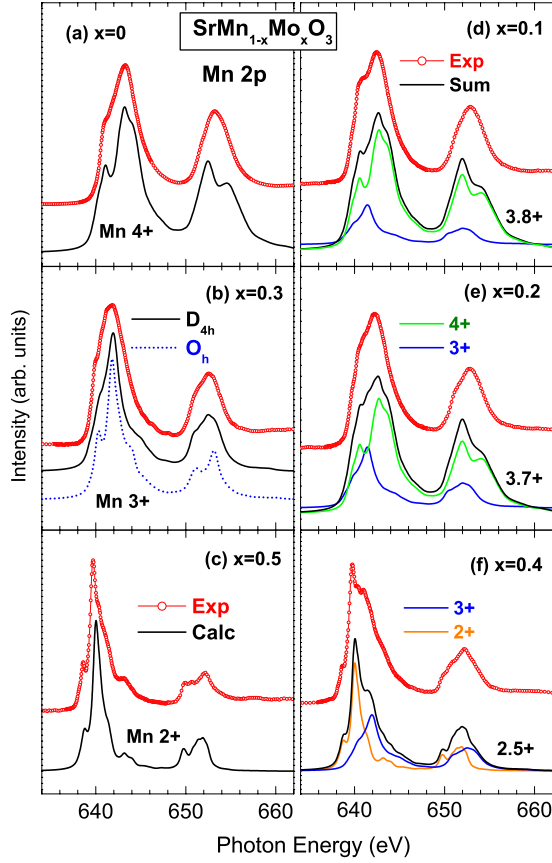 SrMn1-xMoxO3
(a) x=0
Mn 2p
Mn 4+
(d) x=0.1
Exp
Sum
3.8+
(b) x=0.3
D4h
Oh
Mn 3+
(e) x=0.2
4+
3+
3.7+
(c) x=0.5
Exp
Calc
Mn 2+
(f) x=0.4
3+
2+
2.5+
Intensity (arb. units)
640 650 660 640 650 660
Photon Energy (eV)